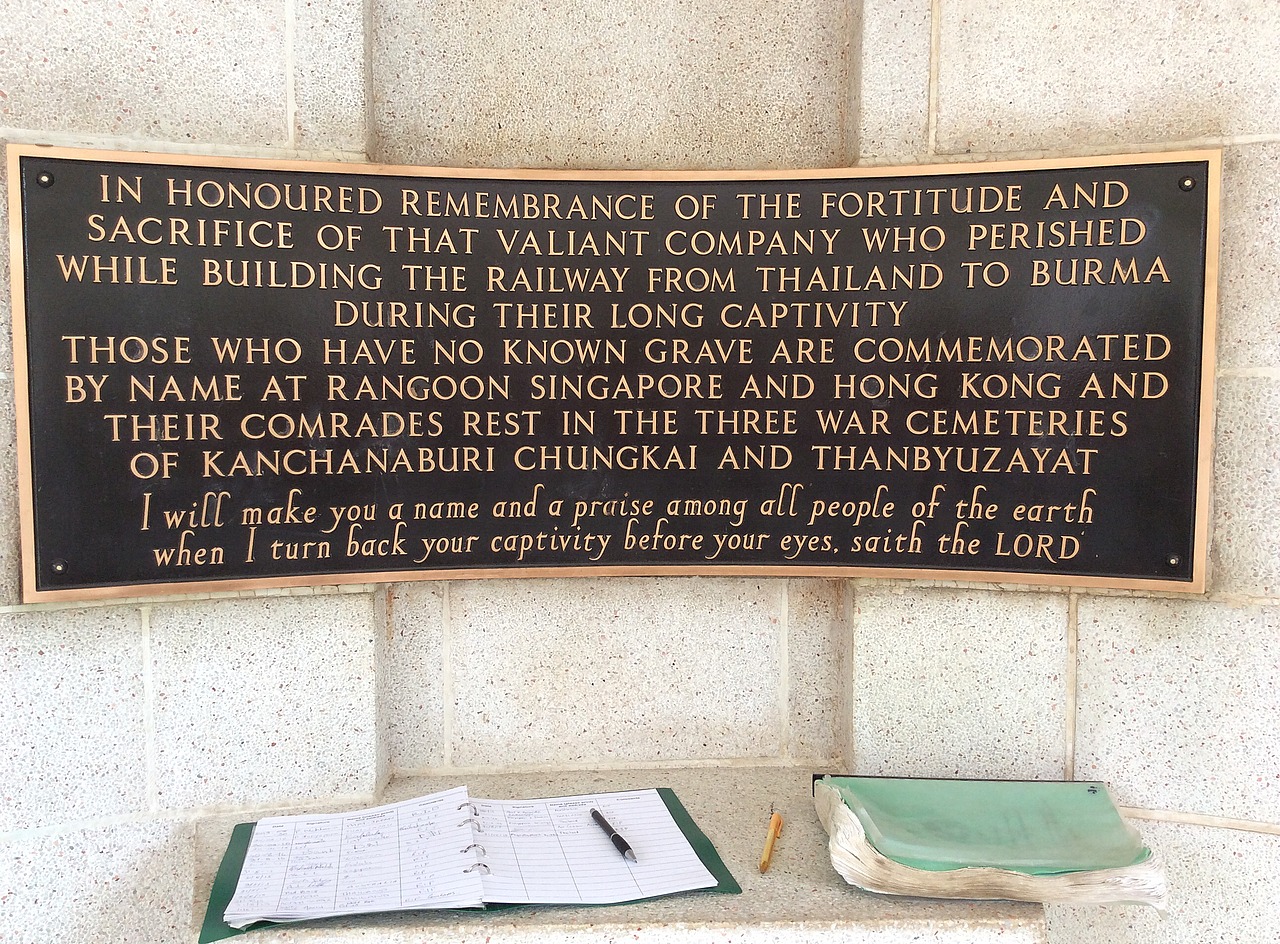 IN HONOURED REMEMBRANCE OF THE FORTITUDE AND
SACRIFICE OF THAT VALIANT COMPANY WHO PERISHED
WHILE BUILDING THE RAILWAY FROM THAILAND TO BURMA
DURING THEIR LONG CAPTIVITY
THOSE WHO HAVE NO KNOWN GRAVE ARE COMMEMORATED
BY NAME AT RANGOON SINGAPORE AND HONG KONG AND
THEIR COMRADES REST IN THE THREE WAR CEMETERIES
OF KANCHANABURI CHUNGKAI AND THANBYUZAYAT
I will make you a name and a praise among all people of the earth
when I turn back your captivity before your eyes, saith the LORD